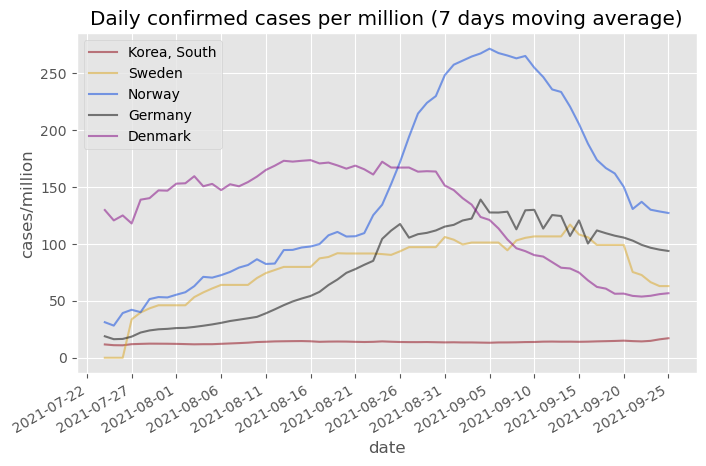 Daily confirmed cases per million (7 days moving average)
Korea, South
Sweden
Norway
Germany
Denmark
cases/million
250
200
150
100
50
0
2021-07-22
2021-07-27
2021-08-01
2021-08-06
2021-08-11
2021-08-16
2021-08-21
2021-08-26
2021-08-31
2021-09-05
2021-09-10
2021-09-15
2021-09-20
2021-09-25
date